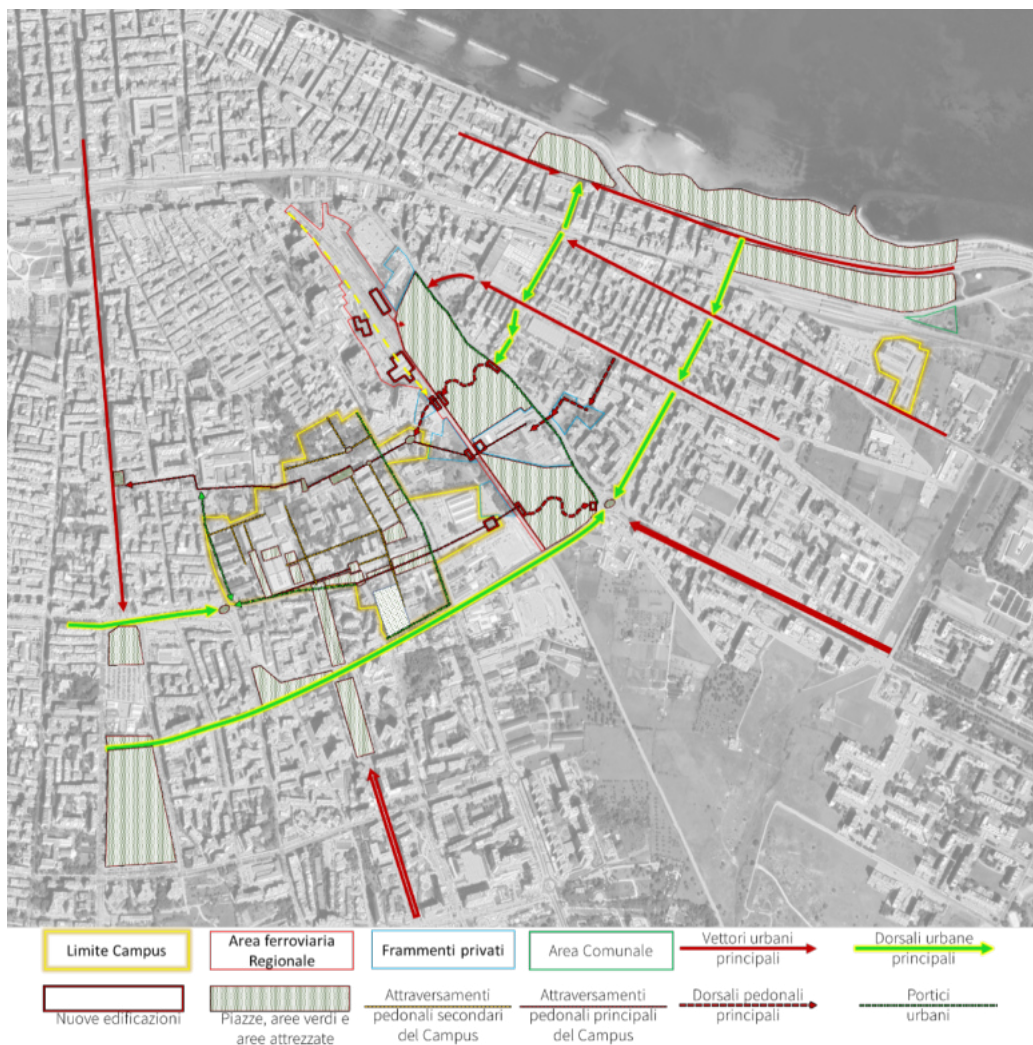 Limite Campus
Area ferroviaria
Regionale
Frammenti privati
Area Comunale
Vettori urbani
principali
Dorsali urbane
principali
Nuove edificazioni
Piazze, aree verdi e
aree attrezzate
Attraversamenti
pedonali secondari
del Campus
Attraversamenti
pedonali principali
del Campus
Dorsali pedonali
principali
Portici
urbani